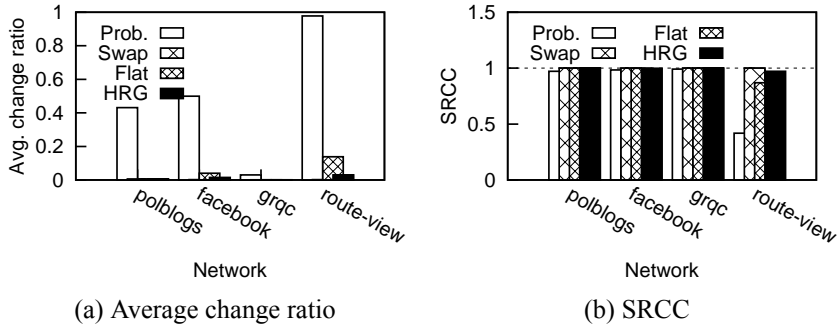 Avg. change ratio
1
0.8
0.6
0.4
0.2
0
Prob.
Swap
Flat
HRG
polblogs
facebook
grqc
route-view
Network
(a) Average change ratio
SRCC
1.5
1
0.5
0
Prob.
Swap
Flat
HRG
polblogs
facebook
grqc
route-view
Network
(b) SRCC